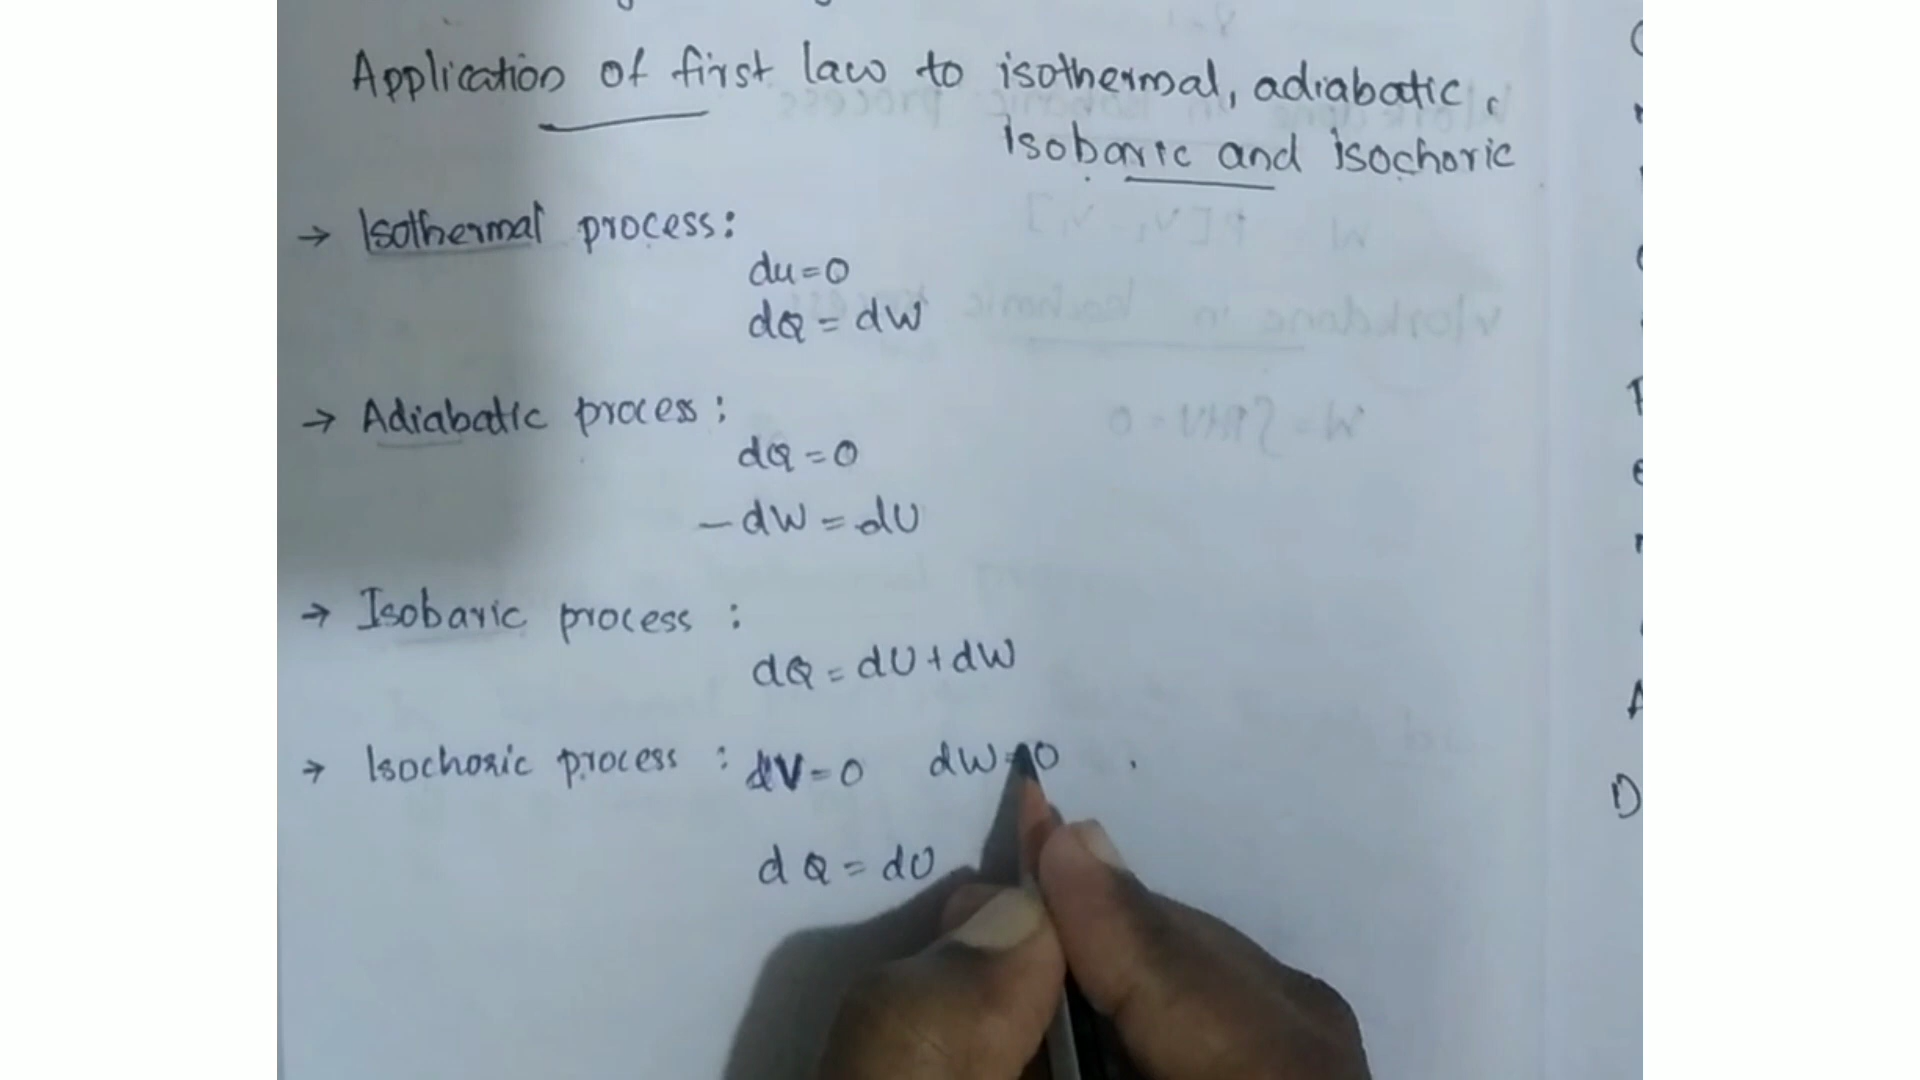 Application of first law to isothermal, adiabatic,
isobaric and isochoric
→ Isothermal process:
du=0
dQ = dW
→ Adiabatic process:
dQ = 0
- dW = dU
→ Isobaric process :
dQ = dU + dW
→ Isochoric process : dV=0 dW=0
dQ = dU